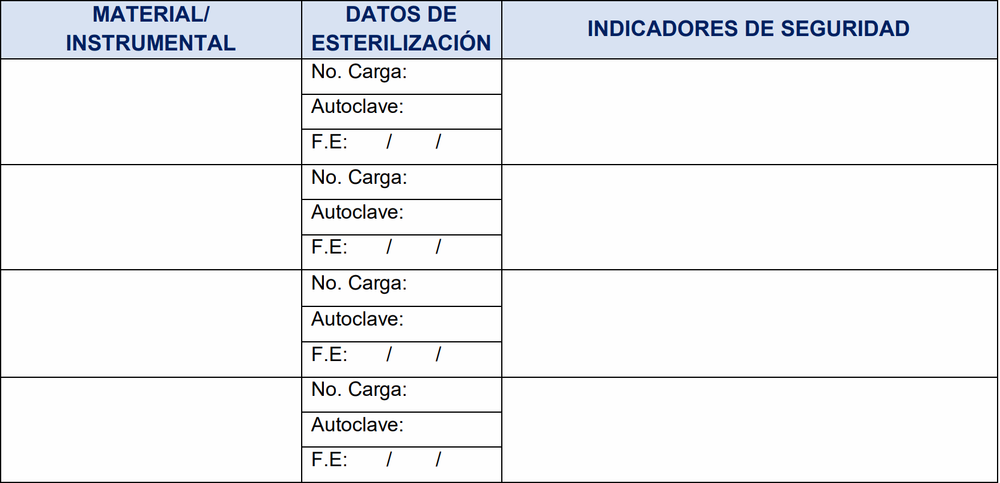 MATERIAL/
INSTRUMENTAL
DATOS DE
ESTERILIZACIÓN
INDICADORES DE SEGURIDAD
No. Carga:
Autoclave:
F.E: / /
No. Carga:
Autoclave:
F.E: / /
No. Carga:
Autoclave:
F.E: / /
No. Carga:
Autoclave:
F.E: / /